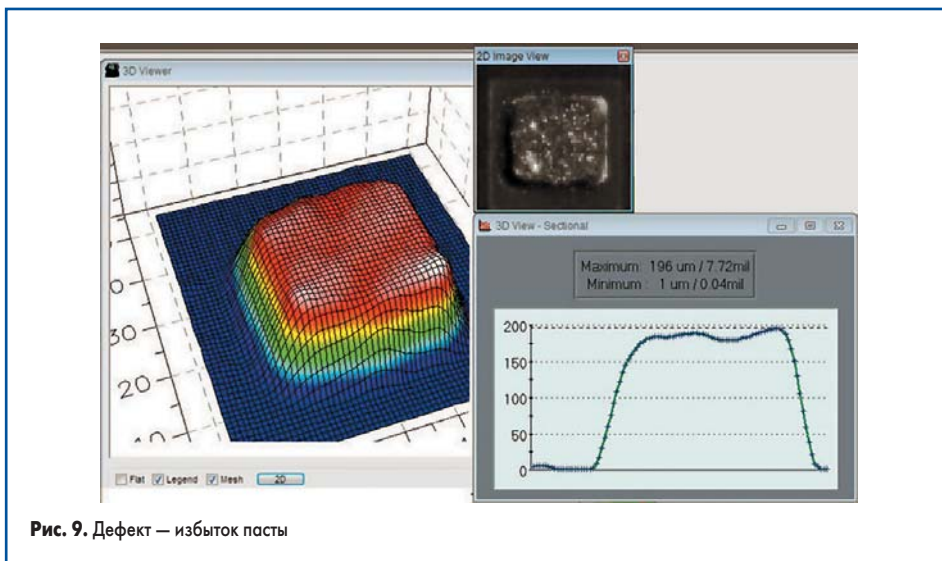 3D Viewer
0
30
20
Flat
Legend
Mesh
2D
2D Image View
3D View - Sectional
Maximum: 196 um / 7.72mil
Minimum : 1 um / 0.04mil
200
150
100
50
0
Рис. 9. Дефект — избыток пасты